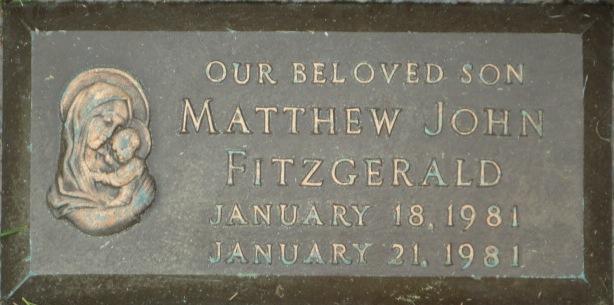 OUR BELOVED SON
MATTHEW JOHN
FITZGERALD
JANUARY 18, 1981
JANUARY 21, 1981